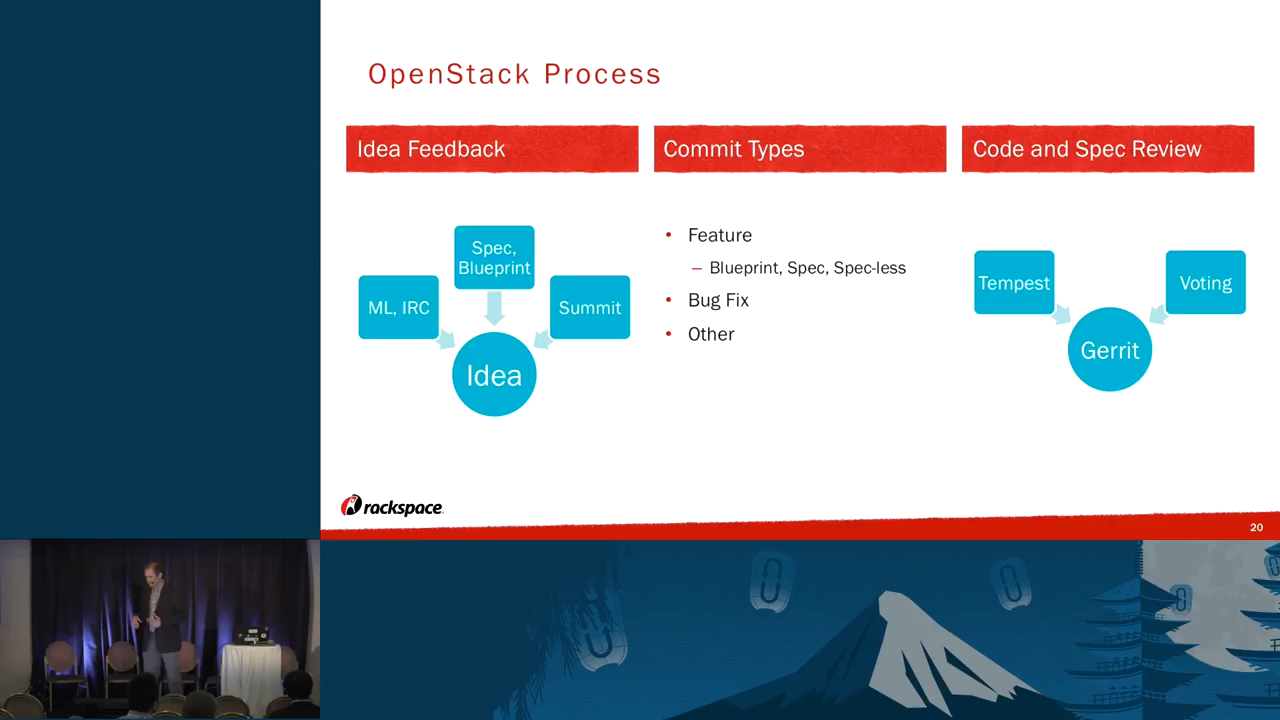 OpenStack Process
Idea Feedback
Spec,
Blueprint
ML, IRC
Summit
Idea
Commit Types
• Feature
– Blueprint, Spec, Spec-less
• Bug Fix
• Other
Code and Spec Review
Tempest
Voting
Gerrit
rackspace
20